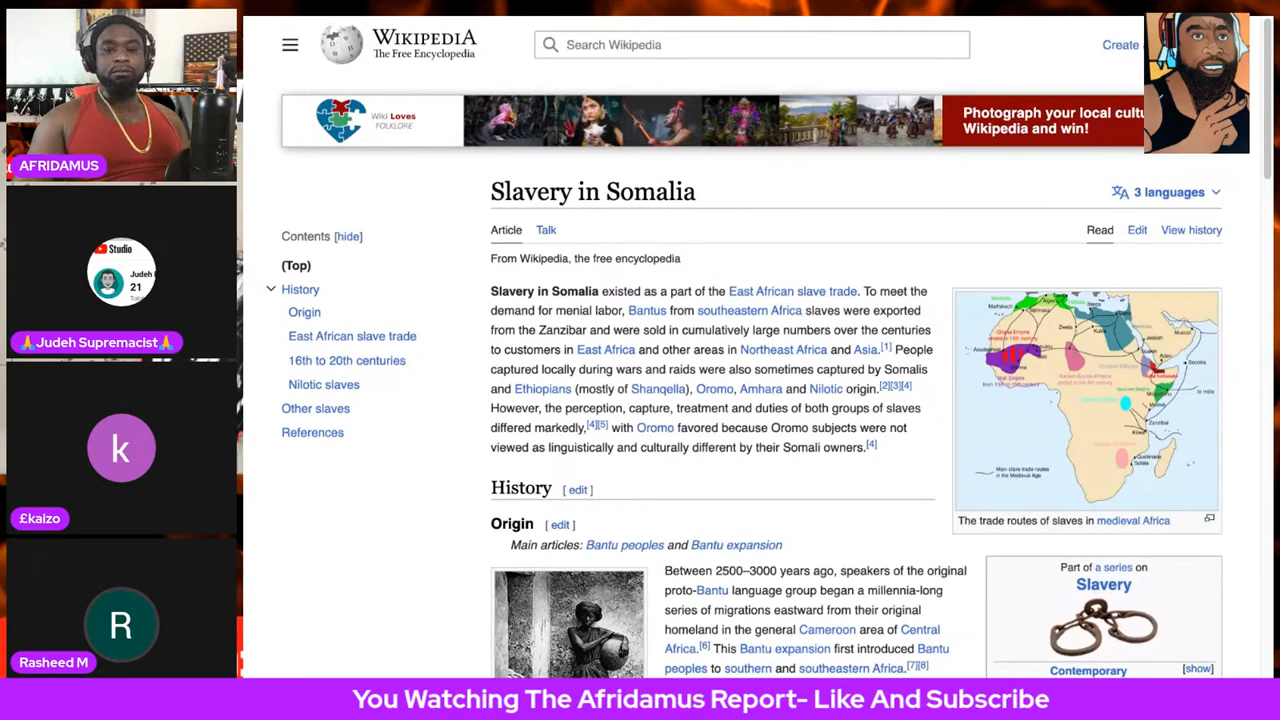 AFRIDAMUS
Studio
Judeh
21
🙏Judeh Supremacist🙏
k
£kaizo
R
Rasheed M
WIKIPEDIA
The Free Encyclopedia
Search Wikipedia
Create
Wiki Loves
FOLKLORE
Photograph your local cultu
Wikipedia and win!
Slavery in Somalia
3 languages
Article Talk
Read Edit View history
From Wikipedia, the free encyclopedia
Contents [hide]
(Top)
History
Origin
East African slave trade
16th to 20th centuries
Nilotic slaves
Other slaves
References
Slavery in Somalia existed as a part of the East African slave trade. To meet the
demand for menial labor, Bantus from southeastern Africa slaves were exported
from the Zanzibar and were sold in cumulatively large numbers over the centuries
to customers in East Africa and other areas in Northeast Africa and Asia.[1] People
captured locally during wars and raids were also sometimes captured by Somalis
and Ethiopians (mostly of Shanqella), Oromo, Amhara and Nilotic origin.[2][3][4]
However, the perception, capture, treatment and duties of both groups of slaves
differed markedly,[4][5] with Oromo favored because Oromo subjects were not
viewed as linguistically and culturally different by their Somali owners.[4]
The trade routes of slaves in medieval Africa
History [ edit ]
Origin [ edit ]
Main articles: Bantu peoples and Bantu expansion
Between 2500–3000 years ago, speakers of the original
proto-Bantu language group began a millennia-long
series of migrations eastward from their original
homeland in the general Cameroon area of Central
Africa.[6] This Bantu expansion first introduced Bantu
peoples to southern and southeastern Africa.[7][8]
Part of a series on
Slavery
Contemporary [show]
You Watching The Afridamus Report- Like And Subscribe